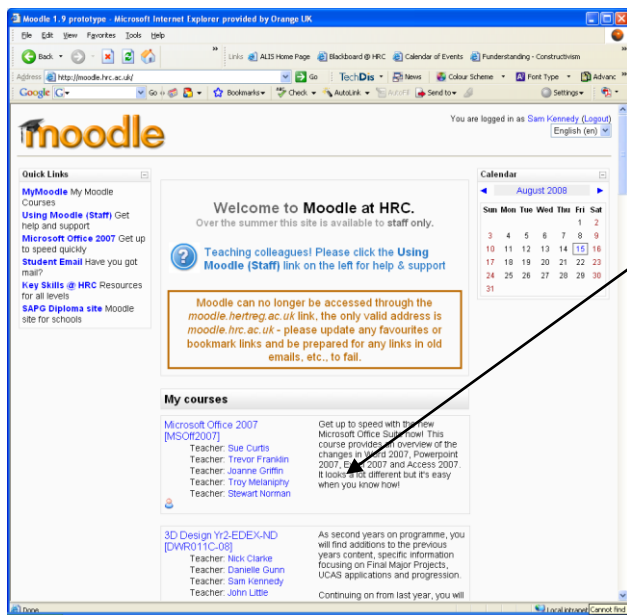 Moodle 1.9 prototype - Microsoft Internet Explorer provided by Orange UK
File Edit View Favorites Tools Help
Back Links ALIS Home Page Blackboard @ HRC Calendar of Events Funderstanding - Constructivism
Address http://moodle.hrc.ac.uk/ Go TechDis News Colour Scheme Font Type Advanc
Google G Go Bookmarks Check AutoLink AutoFill Send to Settings
moodle
You are logged in as Sam Kennedy (Logout)
English (en)
Quick Links
MyMoodle My Moodle
Courses
Using Moodle (Staff) Get
help and support
Microsoft Office 2007 Get up
to speed quickly
Student Email Have you got
mail?
Key Skills @ HRC Resources
for all levels
SAPG Diploma site Moodle
site for schools
Welcome to Moodle at HRC.
Over the summer this site is available to staff only.
Teaching colleagues! Please click the Using
Moodle (Staff) link on the left for help & support
Moodle can no longer be accessed through the
moodle.hertreg.ac.uk link, the only valid address is
moodle.hrc.ac.uk - please update any favourites or
bookmark links and be prepared for any links in old
emails, etc., to fail.
Calendar
August 2008
Sun Mon Tue Wed Thu Fri Sat
1 2
3 4 5 6 7 8 9
10 11 12 13 14 15 16
17 18 19 20 21 22 23
24 25 26 27 28 29 30
31
My courses
Microsoft Office 2007
[MSOff2007]
Teacher: Sue Curtis
Teacher: Trevor Franklin
Teacher: Joanne Griffin
Teacher: Troy Melaniphy
Teacher: Stewart Norman
Get up to speed with the new
Microsoft Office Suite now! This
course provides an overview of the
changes in Word 2007, Powerpoint
2007, Excel 2007 and Access 2007.
It looks a lot different but it's easy
when you know how!
3D Design Yr2-EDEX-ND
[DWR011C-08]
Teacher: Nick Clarke
Teacher: Danielle Gunn
Teacher: Sam Kennedy
Teacher: John Little
As second years on programme, you
will find additions to the previous
years content, specific information
focusing on Final Major Projects,
UCAS applications and progression.
Continuing on from last year, you will
Done Local intranet Cannot find